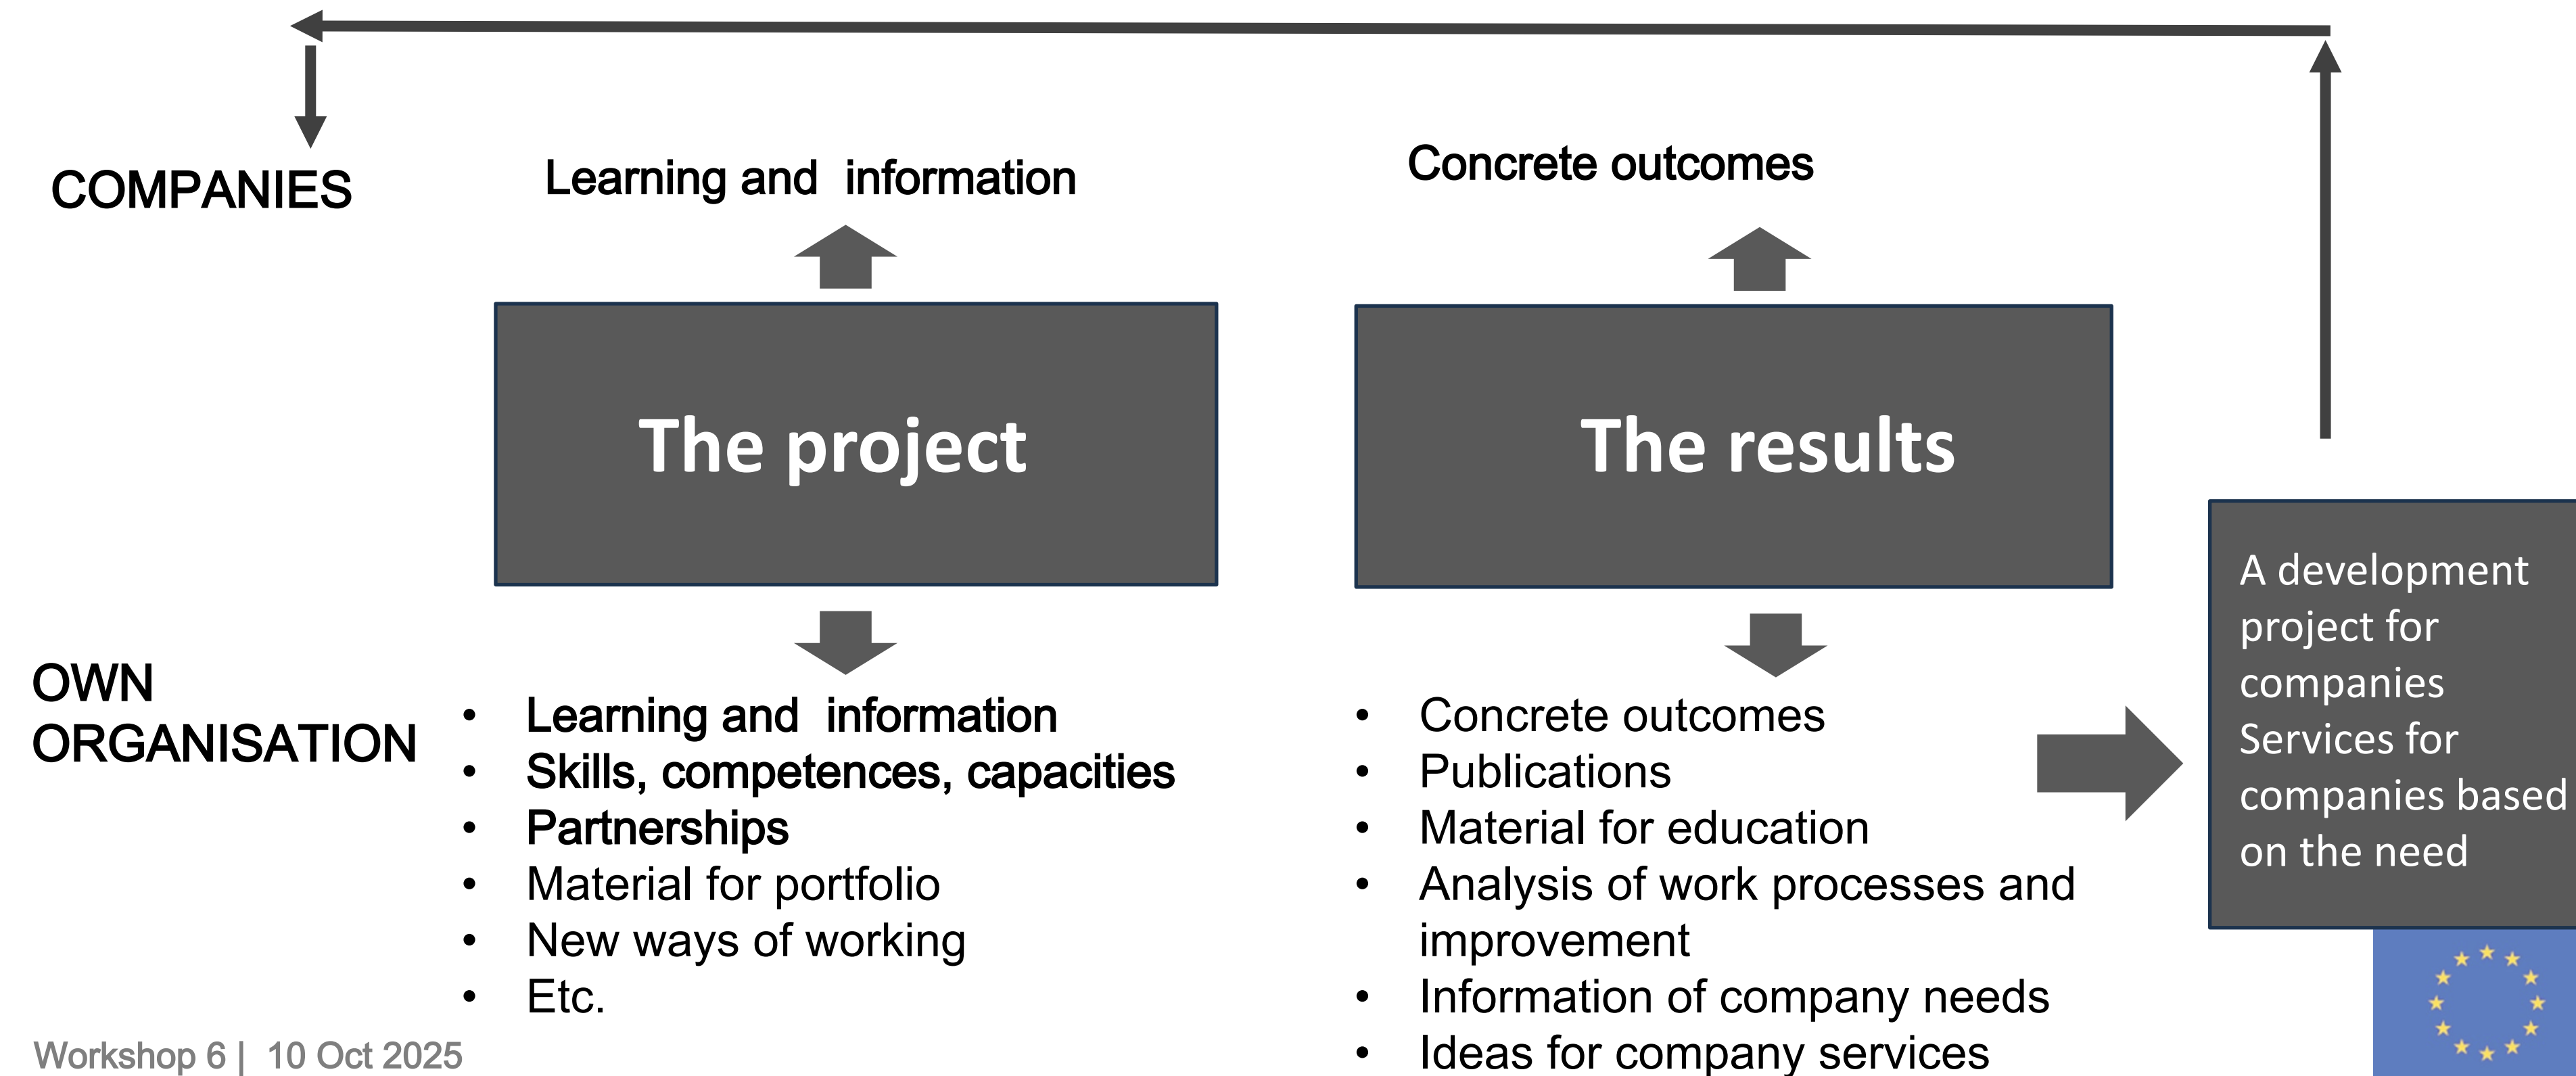 COMPANIES
Learning and  information
Concrete outcomes
The project
The results
OWN
ORGANISATION
• Learning and  information
• Skills, competences, capacities
• Partnerships
• Material for portfolio
• New ways of working
• Etc.
• Concrete outcomes
• Publications
• Material for education
• Analysis of work processes and
improvement
• Information of company needs
• Ideas for company services
A development
project for
companies
Services for
companies based
on the need
Workshop 6 |  10 Oct 2025